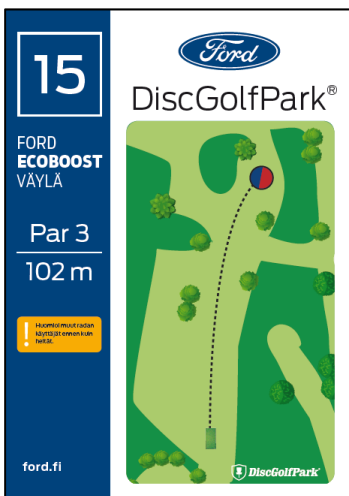 15
Ford
DiscGolfPark®
FORD
ECOBOOST
VÄYLÄ
Par 3
102 m
!
Huomioi muut radan
käyttäjät ennen kuin
heität.
ford.fi
DiscGolfPark